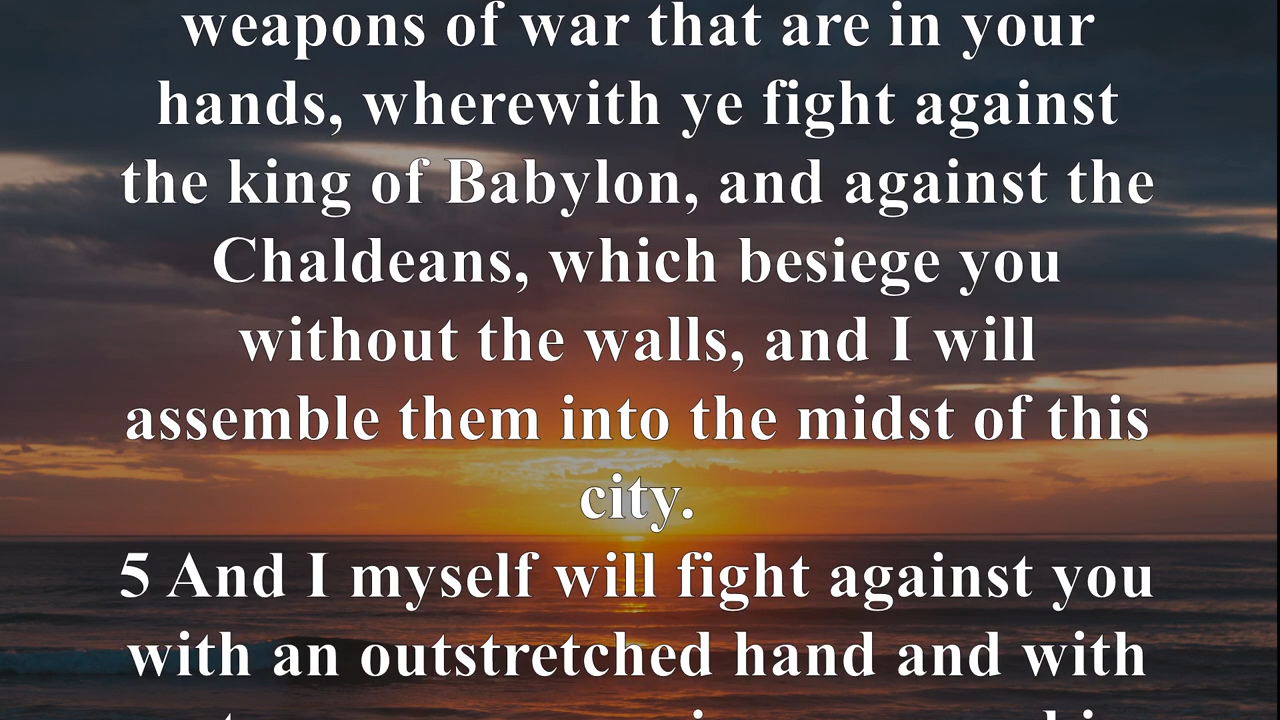 weapons of war that are in your
hands, wherewith ye fight against
the king of Babylon, and against the
Chaldeans, which besiege you
without the walls, and I will
assemble them into the midst of this
city.
5 And I myself will fight against you
with an outstretched hand and with